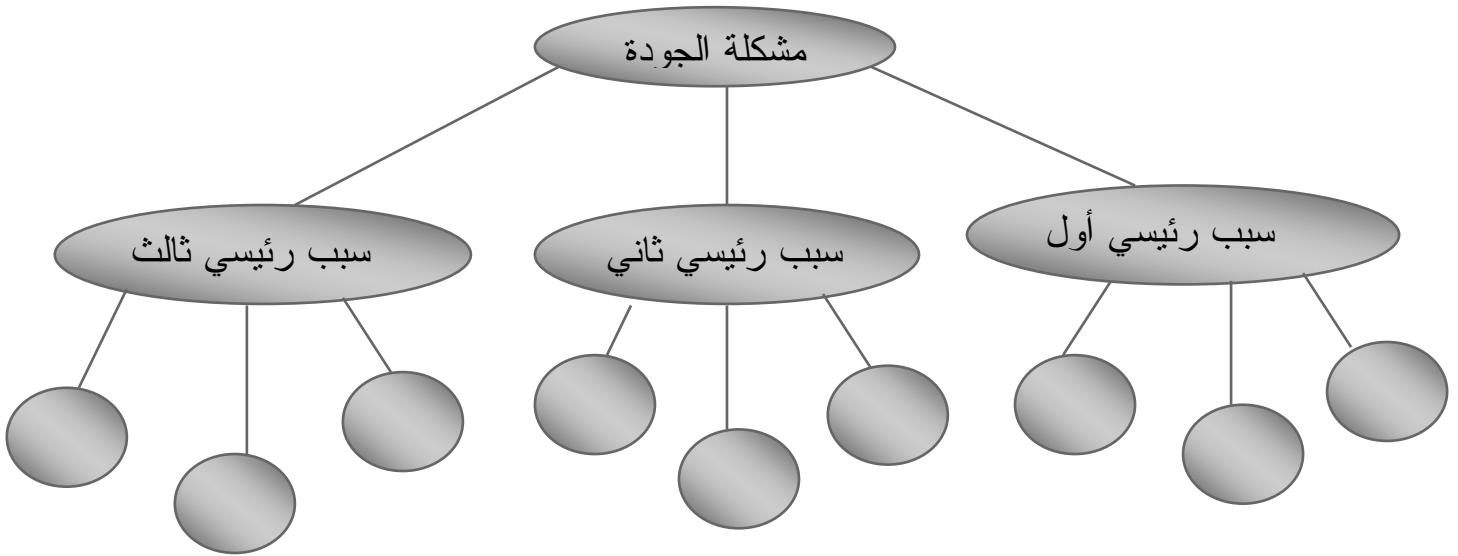 مشكلة الجودة
سبب رئيسي أول
سبب رئيسي ثاني
سبب رئيسي ثالث